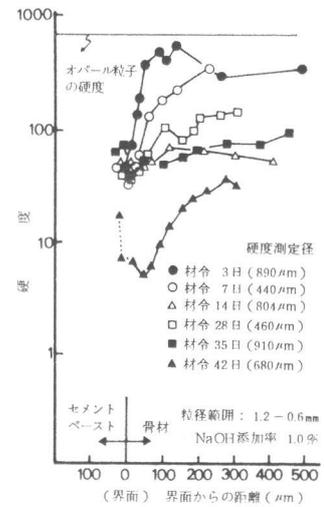 1000
オパール粒子
の硬度
100
10
1
硬度
硬度測定径
● 材令 3日(890μm)
○ 材令 7日(440μm)
△ 材令 14日(804μm)
□ 材令 28日(460μm)
■ 材令 35日(910μm)
▲ 材令 42日(680μm)
セメント
ペースト
骨材
粒径範囲:1.2-0.6mm
NaOH添加率 1.0%
100 0 100 200 300 400 500
(界面) 界面からの距離(μm)